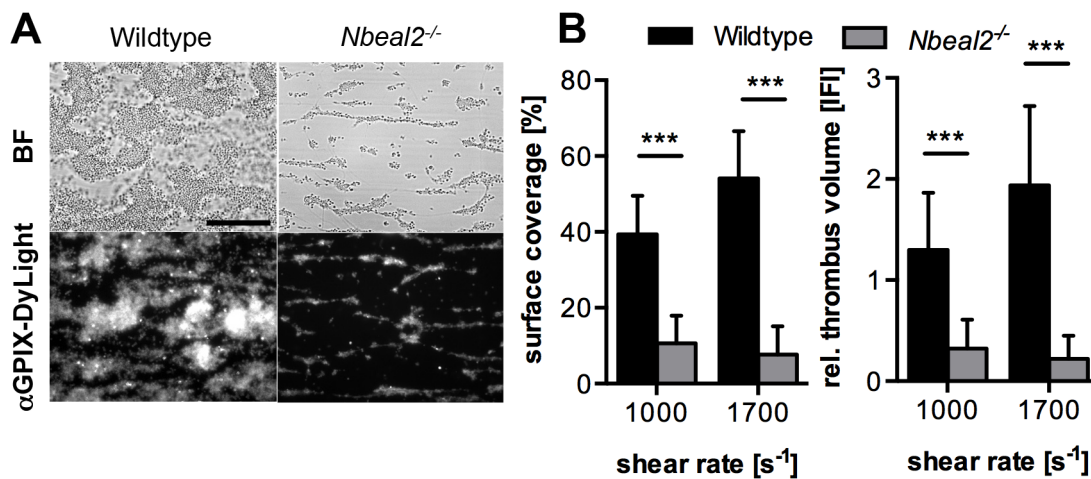 A
Wildtype
Nbeal2-/-
BF
αGPIX-DyLight
B
Wildtype
Nbeal2-/-
surface coverage [%]
80
60
40
20
0
***
***
1000
1700
shear rate [s-1]
rel. thrombus volume [IFI]
3
2
1
0
***
***
1000
1700
shear rate [s-1]